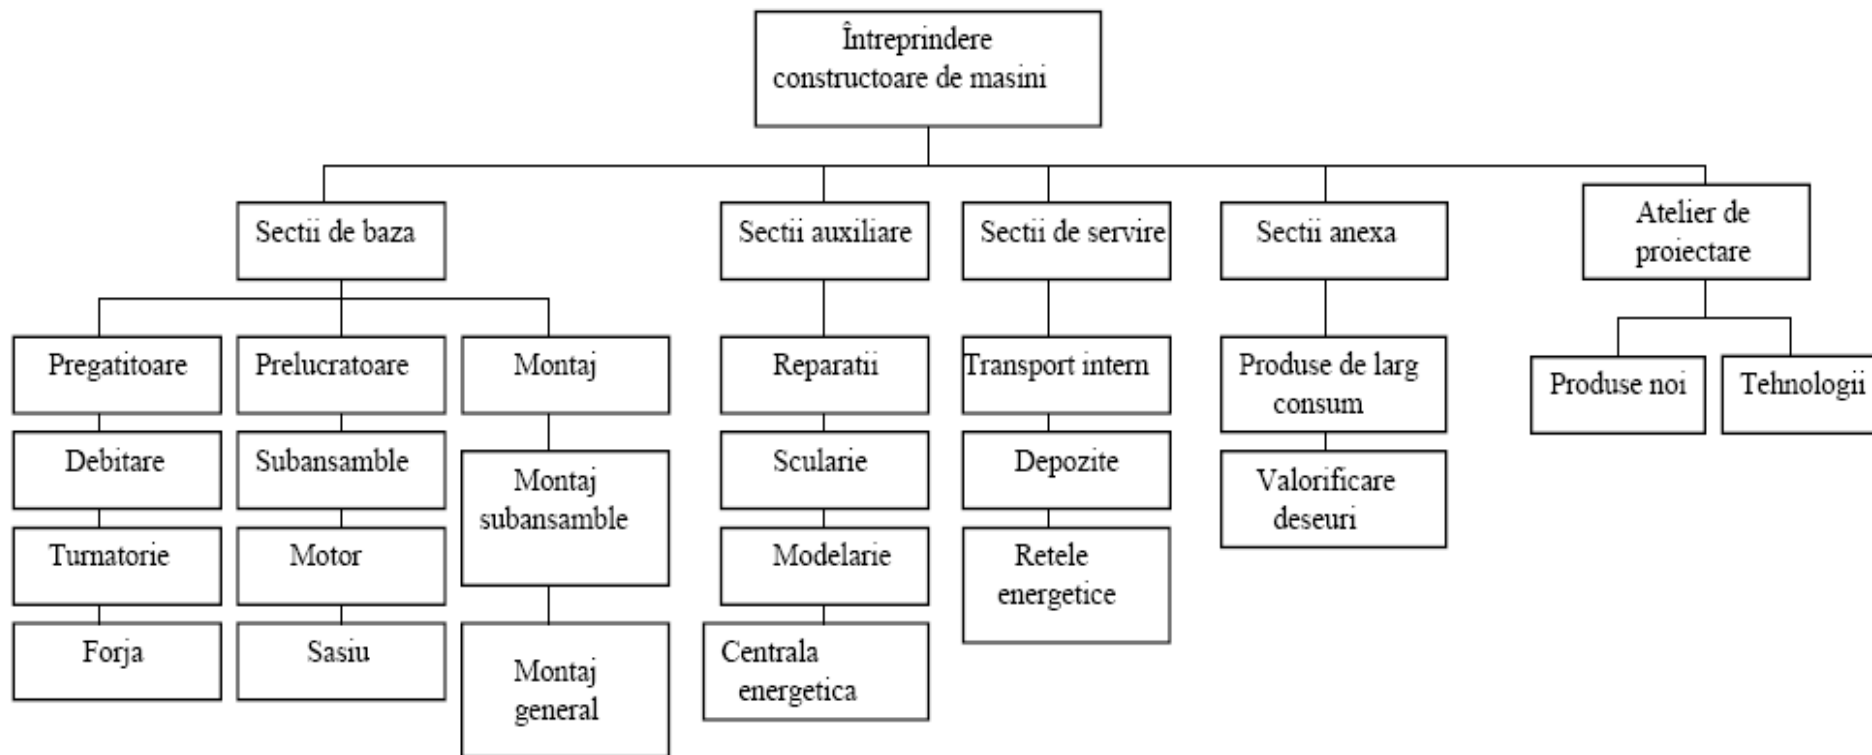 Întreprindere
constructoare de masini
Sectii de baza
Sectii auxiliare
Sectii de servire
Sectii anexa
Atelier de
proiectare
Pregatitoare
Prelucratoare
Montaj
Reparatii
Transport intern
Produse de larg
consum
Produse noi
Tehnologii
Debitare
Subansamble
Montaj
subansamble
Scularie
Depozite
Valorificare
deseuri
Turnatorie
Motor
Modelarie
Retele
energetice
Forja
Sasiu
Montaj
general
Centrala
energetica